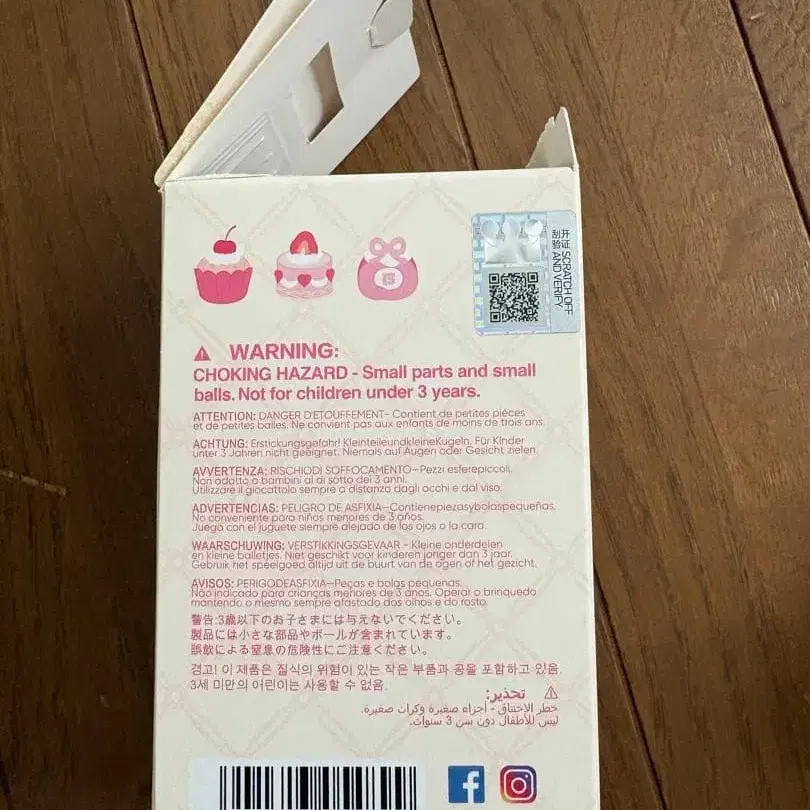 开证 SCRATCH OFF
刮验 AND VERIFY
WARNING:
CHOKING HAZARD - Small parts and small
balls. Not for children under 3 years.
ATTENTION: DANGER D'ETOUFFEMENT- Contient de petites pièces
et de petites balles. Ne convient pas aux enfants de moins de trois ans.
ACHTUNG: Erstickungsgefahr! KleinteileundkleineKugeln. Für Kinder
unter 3 Jahren nicht geeignet. Niemals auf Augen oder Gesicht zielen.
AVVERTENZA: RISCHIODI SOFFOCAMENTO-Pezzi esferepiccoli.
Non adatto a bambini al di sotto dei 3 anni.
Utilizzare il giocattolo sempre a distanza dagli occhi e dal viso.
ADVERTENCIAS: PELIGRO DE ASFIXIA-Contienepiezasybolaspequeñas.
No conveniente para niños menores de 3 años.
Juega con el juguete siempre alejado de los ojos o la cara.
WAARSCHUWING: VERSTIKKINGSGEVAAR - Kleine onderdelen
en kleine balletjes. Niet geschikt voor kinderen jonger dan 3 jaar.
Gebruik het speelgoed altijd uit de buurt van de ogen of het gezicht.
AVISOS: PERIGODEASFIXIA-Peças e bolas pequenas.
Não indicado para crianças menores de 3 anos. Operar o brinquedo
mantendo o mesmo sempre afastado dos olhos e do rosto.
警告:3歳以下のお子さまには与えないでください。
製品には小さな部品やボールが含まれています。
誤飲による窒息の危険性にご注意ください。
경고! 이 제품은 질식의 위험이 있는 작은 부품과 공을 포함하고 있음.
3세 미만의 어린이는 사용할 수 없음.
تحذير:
خطر الاختناق - أجزاء صغيرة وكرات صغيرة.
ليس للأطفال دون سن 3 سنوات.